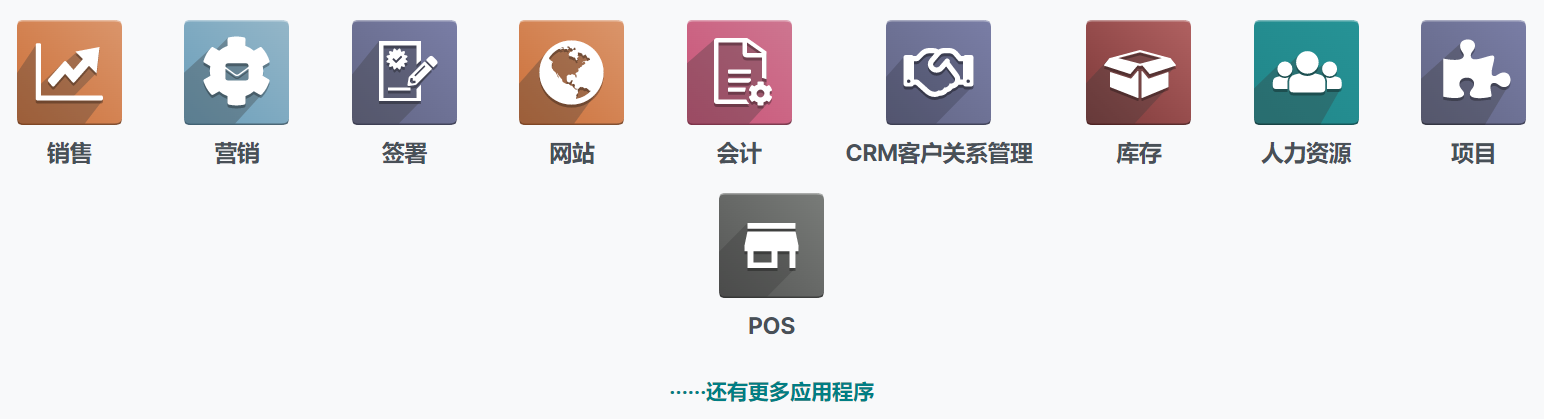 销售
营销
签署
网站
会计
CRM客户关系管理
库存
人力资源
项目
POS
……还有更多应用程序